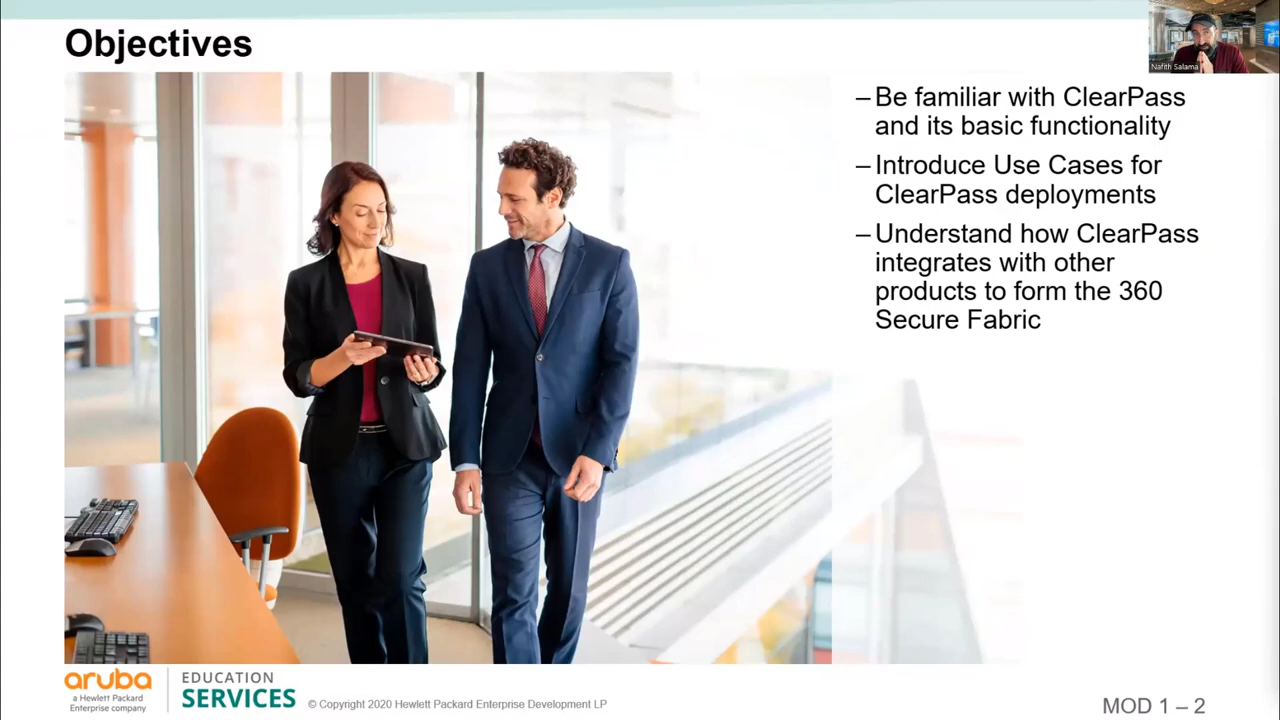 Objectives
Nafith Salama
– Be familiar with ClearPass
and its basic functionality
– Introduce Use Cases for
ClearPass deployments
– Understand how ClearPass
integrates with other
products to form the 360
Secure Fabric
aruba
a Hewlett Packard
Enterprise company
EDUCATION
SERVICES
© Copyright 2020 Hewlett Packard Enterprise Development LP
MOD 1 – 2